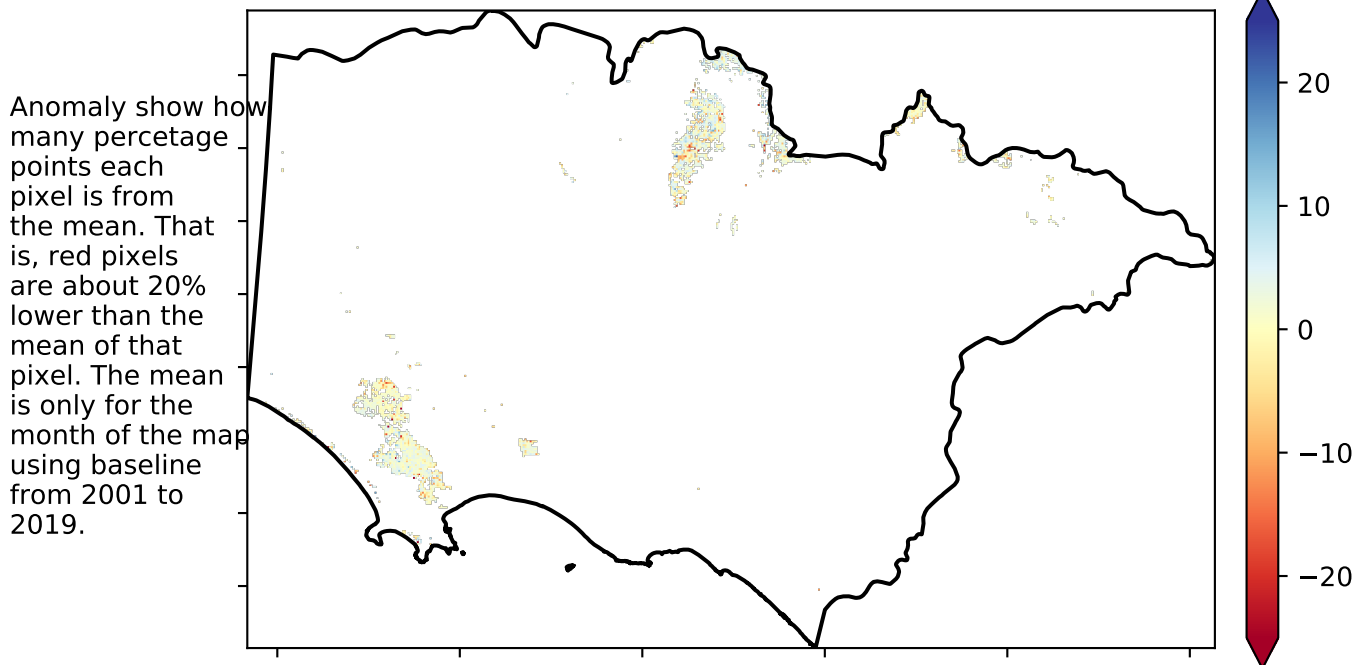 Anomaly show how
many percetage
points each
pixel is from
the mean. That
is, red pixels
are about 20%
lower than the
mean of that
pixel. The mean
is only for the
month of the map
using baseline
from 2001 to
2019.
20
10
0
−10
−20